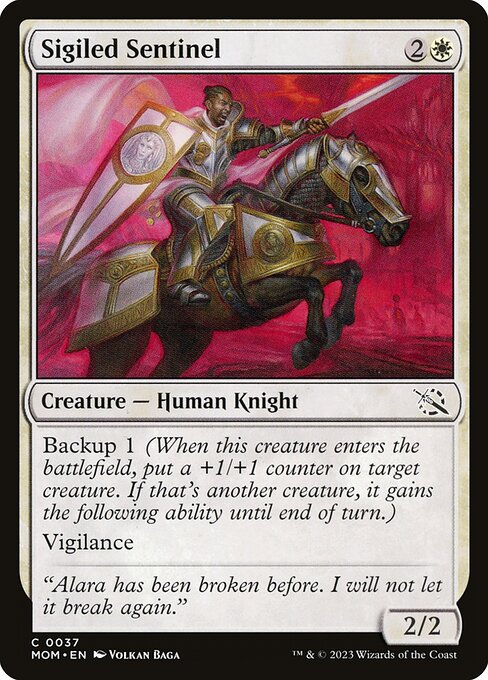 Sigiled Sentinel 2
Creature — Human Knight
Backup 1 (When this creature enters the
battlefield, put a +1/+1 counter on target
creature. If that's another creature, it gains
the following ability until end of turn.)
Vigilance
“Alara has been broken before. I will not let
it break again.”
2/2
C 0037
MOM • EN Volkan Baga
™ & © 2023 Wizards of the Coast